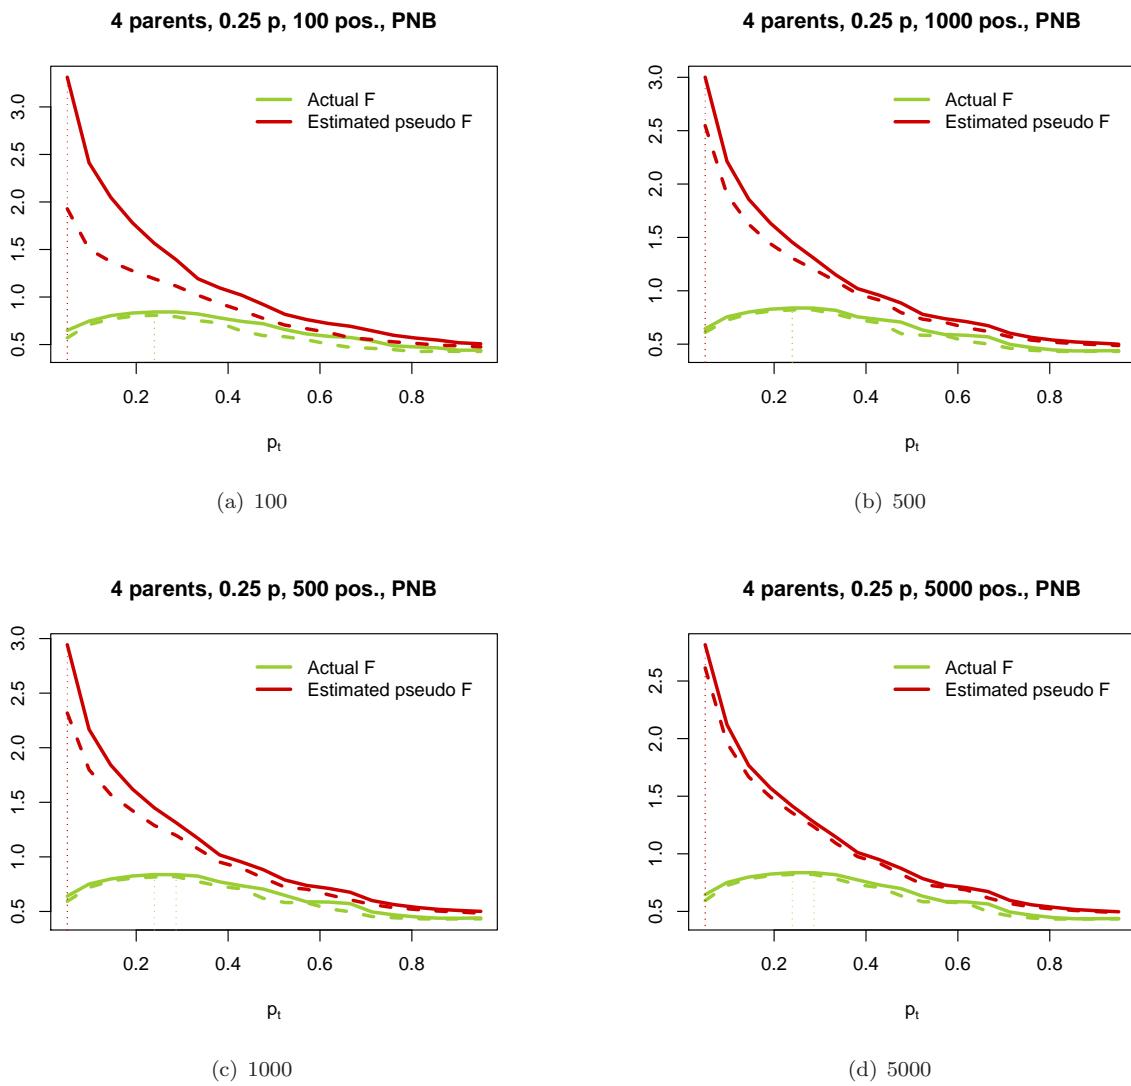 4 parents, 0.25 p, 100 pos., PNB
Actual F
Estimated pseudo F
3.0
2.5
2.0
1.5
1.0
0.5
0.2 0.4 0.6 0.8
pt
(a) 100
4 parents, 0.25 p, 1000 pos., PNB
Actual F
Estimated pseudo F
3.0
2.5
2.0
1.5
1.0
0.5
0.2 0.4 0.6 0.8
pt
(b) 500
4 parents, 0.25 p, 500 pos., PNB
Actual F
Estimated pseudo F
3.0
2.5
2.0
1.5
1.0
0.5
0.2 0.4 0.6 0.8
pt
(c) 1000
4 parents, 0.25 p, 5000 pos., PNB
Actual F
Estimated pseudo F
2.5
2.0
1.5
1.0
0.5
0.2 0.4 0.6 0.8
pt
(d) 5000